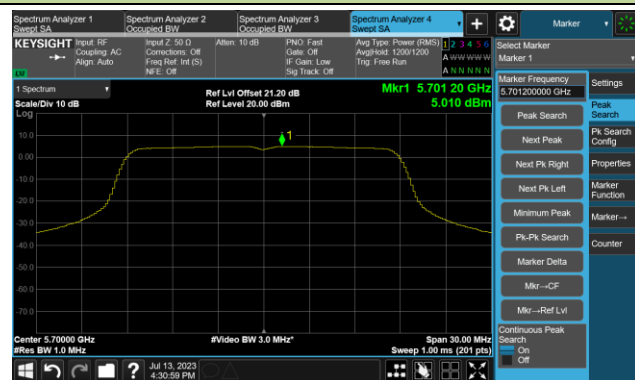 Spectrum Analyzer 1
Swept SA
Spectrum Analyzer 2
Occupied BW
Spectrum Analyzer 3
Occupied BW
Spectrum Analyzer 4
Swept SA
Marker
KEYSIGHT
Input: RF
Coupling: AC
Align: Auto
Input Z: 50 Ω
Corrections: Off
Freq Ref: Int (S)
NFE: Off
Atten: 10 dB
PNO: Fast
Gate: Off
IF Gain: Low
Sig Track: Off
Avg Type: Power (RMS)
Avg|Hold: 1200/1200
Trig: Free Run
1 2 3 4 5 6
A W W W W W
A N N N N N
Select Marker
Marker 1
1 Spectrum
Scale/Div 10 dB
Log
Ref Lvl Offset 21.20 dB
Ref Level 20.00 dBm
Mkr1 5.701 20 GHz
5.010 dBm
1
10.0
0.00
-10.0
-20.0
-30.0
-40.0
-50.0
-60.0
-70.0
Center 5.70000 GHz
#Res BW 1.0 MHz
#Video BW 3.0 MHz*
Span 30.00 MHz
Sweep 1.00 ms (201 pts)
Marker Frequency
5.701200000 GHz
Peak Search
Next Peak
Next Pk Right
Next Pk Left
Minimum Peak
Pk-Pk Search
Marker Delta
Mkr→CF
Mkr→Ref Lvl
Continuous Peak
Search
On
Off
Settings
Peak
Search
Pk Search
Config
Properties
Marker
Function
Marker→
Counter
Jul 13, 2023
4:30:59 PM